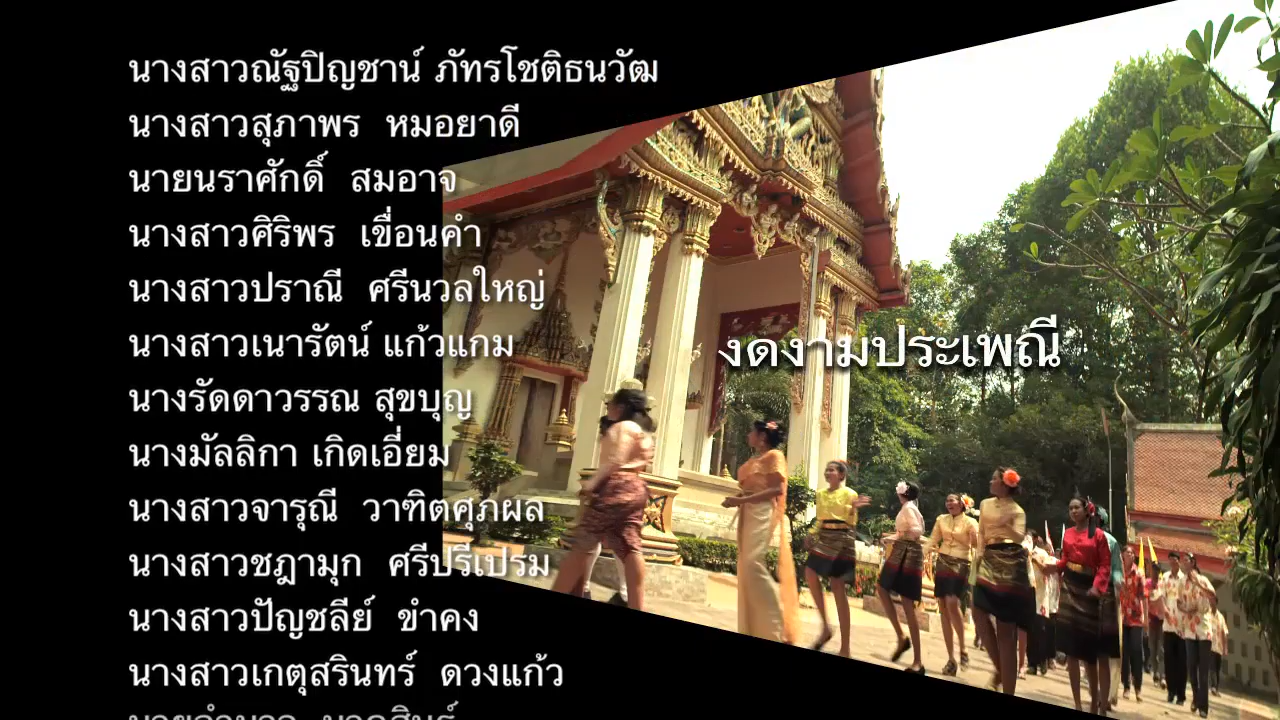 นางสาวณัฐปิญชาน์ ภัทรโชติธนวัฒ
นางสาวสุภาพร หมอยาดี
นายนราศักดิ์ สมอาจ
นางสาวศิริพร เขื่อนคำ
นางสาวปราณี ศรีนวลใหญ่
นางสาวเนารัตน์ แก้วแกม
นางรัดดาวรรณ สุขบุญ
นางมัลลิกา เกิดเอี่ยม
นางสาวจารุณี วาฑิตศุภผล
นางสาวชฎามุก ศรีปรีเปรม
นางสาวปัญชลีย์ ขำคง
นางสาวเกตุสรินทร์ ดวงแก้ว
งดงามประเพณี